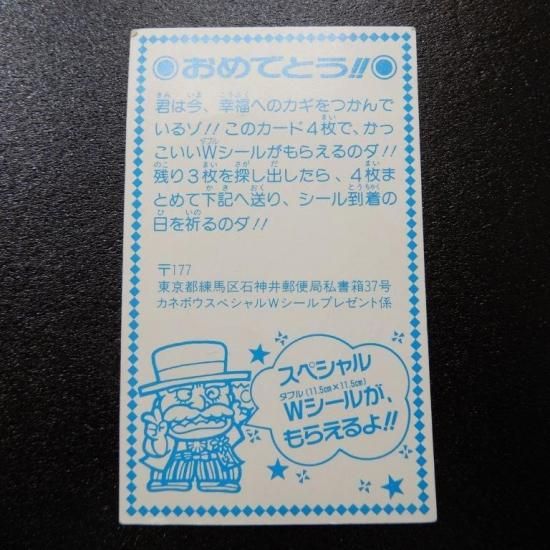 おめでとう!!
君は今、幸福へのカギをつかんで
いるゾ!! このカード4枚で、かっ
こいいWシールがもらえるのダ!!
残り3枚を探し出したら、4枚ま
とめて下記へ送り、シール到着の
日を祈るのダ!!
〒177
東京都練馬区石神井郵便局私書箱37号
カネボウスペシャルWシールプレゼント係
スペシャル
ダブル(11.5cm×11.5cm)
Wシールが、
もらえるよ!!